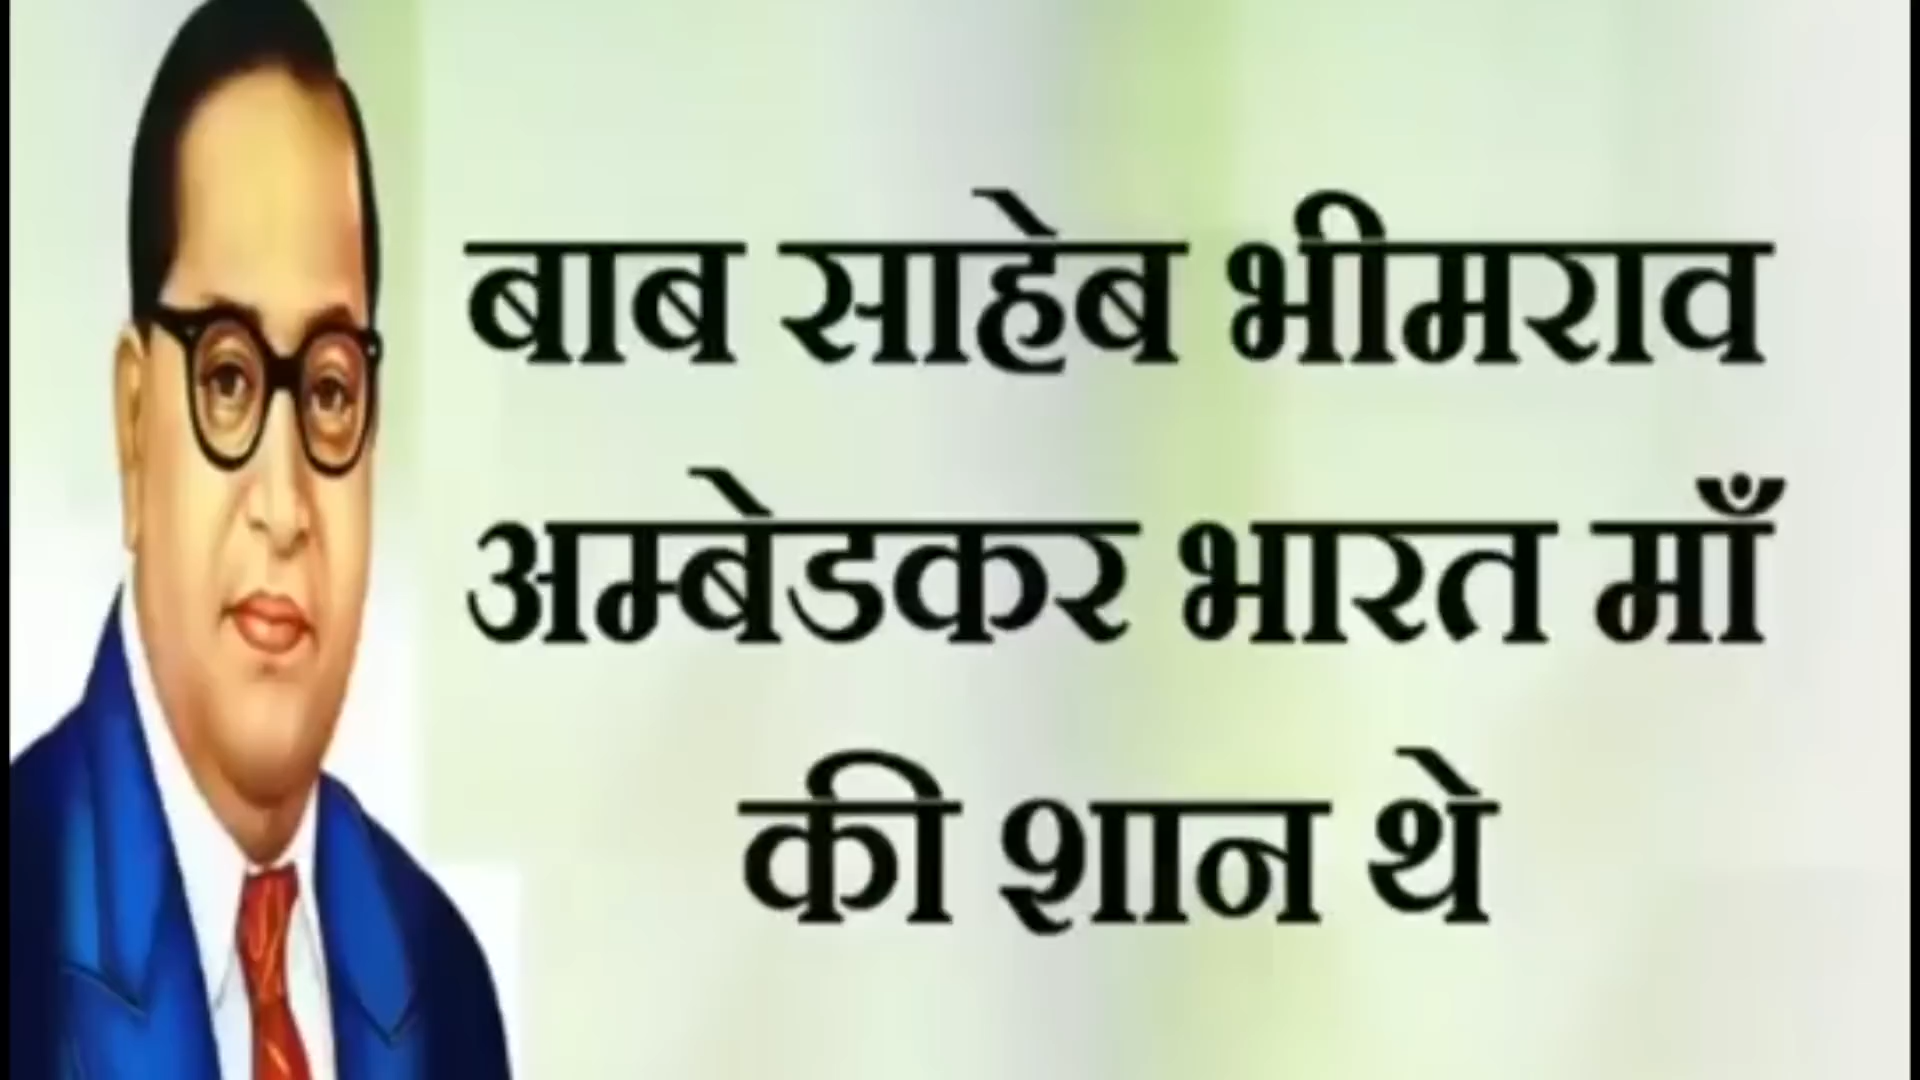 बाब साहेब भीमराव
अम्बेडकर भारत माँ
की शान थे